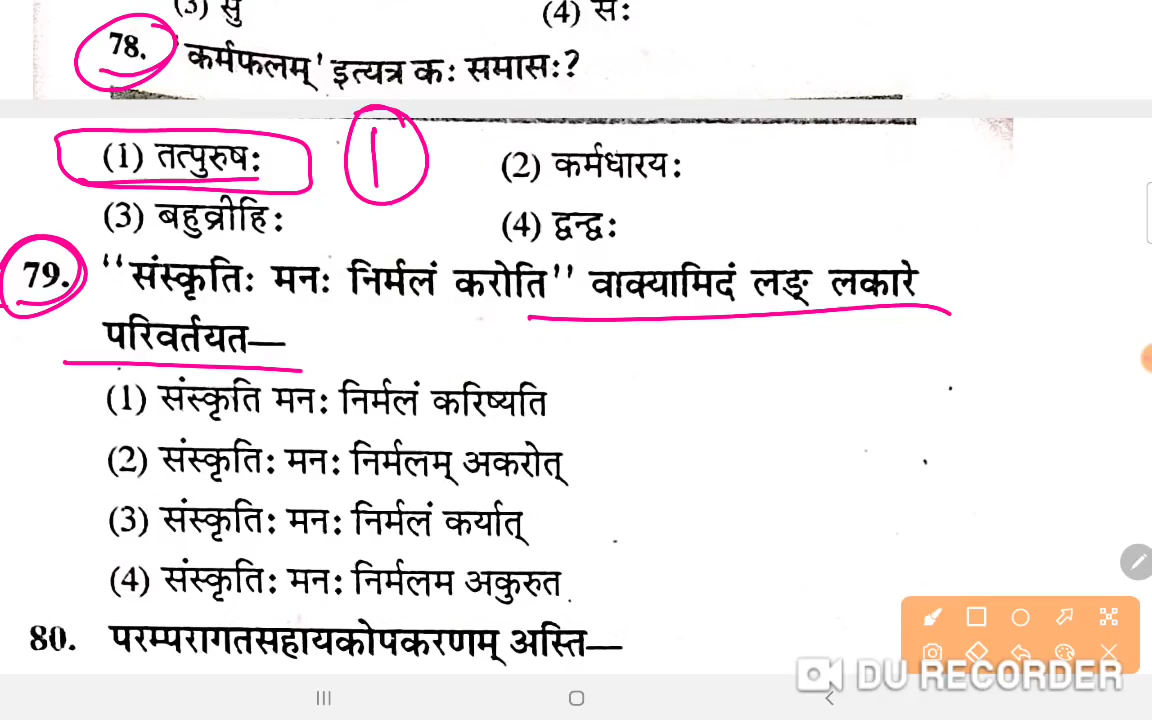 (3) सु
(4) सः
78. 'कर्मफलम्' इत्यत्र कः समासः?
(1) तत्पुरुषः
1
(2) कर्मधारयः
(3) बहुव्रीहिः
(4) द्वन्द्वः
79. "संस्कृतिः मनः निर्मलं करोति" वाक्यामिदं लङ् लकारे
परिवर्तयत—
(1) संस्कृति मनः निर्मलं करिष्यति
(2) संस्कृतिः मनः निर्मलम् अकरोत्
(3) संस्कृतिः मनः निर्मलं कर्यात्
(4) संस्कृतिः मनः निर्मलम अकुरुत
80. परम्परागतसहायकोपकरणम् अस्ति—
DU RECORDER